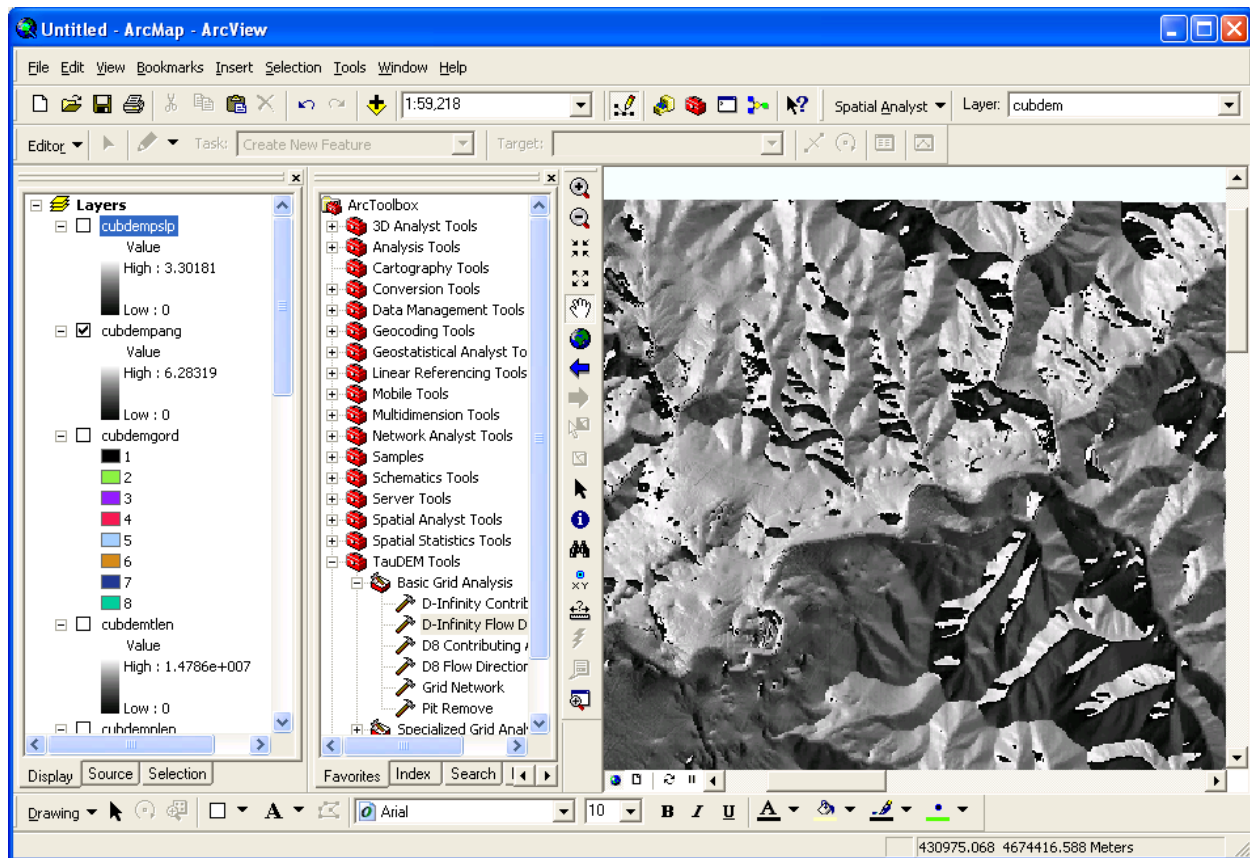 Untitled - ArcMap - ArcView
File Edit View Bookmarks Insert Selection Tools Window Help
1:59,218
Spatial Analyst
Layer: cubdem
Editor
Task: Create New Feature
Target:
Layers
cubdempslp
Value
High : 3.30181
Low : 0
cubdempang
Value
High : 6.28319
Low : 0
cubdemgord
1
2
3
4
5
6
7
8
cubdemtlen
Value
High : 1.4786e+007
Low : 0
cubdemplen
Display Source Selection
ArcToolbox
3D Analyst Tools
Analysis Tools
Cartography Tools
Conversion Tools
Data Management Tools
Geocoding Tools
Geostatistical Analyst To
Linear Referencing Tools
Mobile Tools
Multidimension Tools
Network Analyst Tools
Samples
Schematics Tools
Server Tools
Spatial Analyst Tools
Spatial Statistics Tools
TauDEM Tools
Basic Grid Analysis
D-Infinity Contrib
D-Infinity Flow D
D8 Contributing
D8 Flow Direction
Grid Network
Pit Remove
Specialized Grid Anal
Favorites Index Search
XY
Drawing
A
Arial
10
B I U A
430975.068 4674416.588 Meters